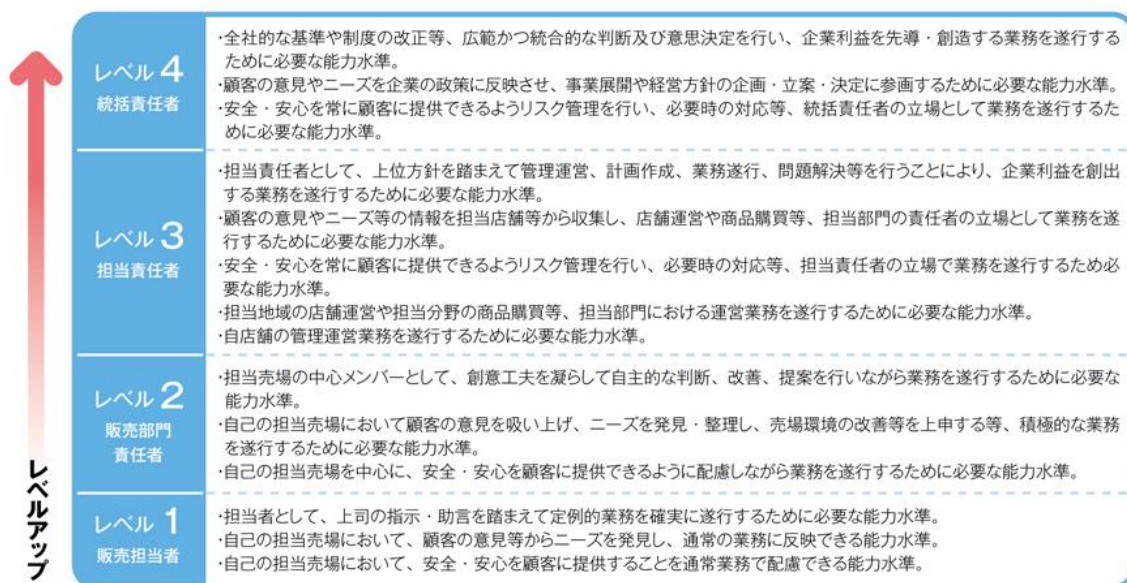 レベル 4
統括責任者
・全社的な基準や制度の改正等、広範かつ統合的な判断及び意思決定を行い、企業利益を先導・創造する業務を遂行する
ために必要な能力水準。
・顧客の意見やニーズを企業の政策に反映させ、事業展開や経営方針の企画・立案・決定に参画するために必要な能力水準。
・安全・安心を常に顧客に提供できるようリスク管理を行い、必要時の対応等、統括責任者の立場として業務を遂行するた
めに必要な能力水準。
レベル 3
担当責任者
・担当責任者として、上位方針を踏まえて管理運営、計画作成、業務遂行、問題解決等を行うことにより、企業利益を創出
する業務を遂行するために必要な能力水準。
・顧客の意見やニーズ等の情報を担当店舗等から収集し、店舗運営や商品購買等、担当部門の責任者の立場として業務を遂
行するために必要な能力水準。
・安全・安心を常に顧客に提供できるようリスク管理を行い、必要時の対応等、担当責任者の立場で業務を遂行するため必
要な能力水準。
・担当地域の店舗運営や担当分野の商品購買等、担当部門における運営業務を遂行するために必要な能力水準。
・自店舗の管理運営業務を遂行するために必要な能力水準。
レベル 2
販売部門
責任者
・担当売場の中心メンバーとして、創意工夫を凝らして自主的な判断、改善、提案を行いながら業務を遂行するために必要な
能力水準。
・自己の担当売場において顧客の意見を吸い上げ、ニーズを発見・整理し、売場環境の改善等を上申する等、積極的な業務
を遂行するために必要な能力水準。
・自己の担当売場を中心に、安全・安心を顧客に提供できるように配慮しながら業務を遂行するために必要な能力水準。
レベル 1
販売担当者
・担当者として、上司の指示・助言を踏まえて定例的業務を確実に遂行するために必要な能力水準。
・自己の担当売場において、顧客の意見等からニーズを発見し、通常の業務に反映できる能力水準。
・自己の担当売場において、安全・安心を顧客に提供することを通常業務で配慮できる能力水準。
レベルアップ